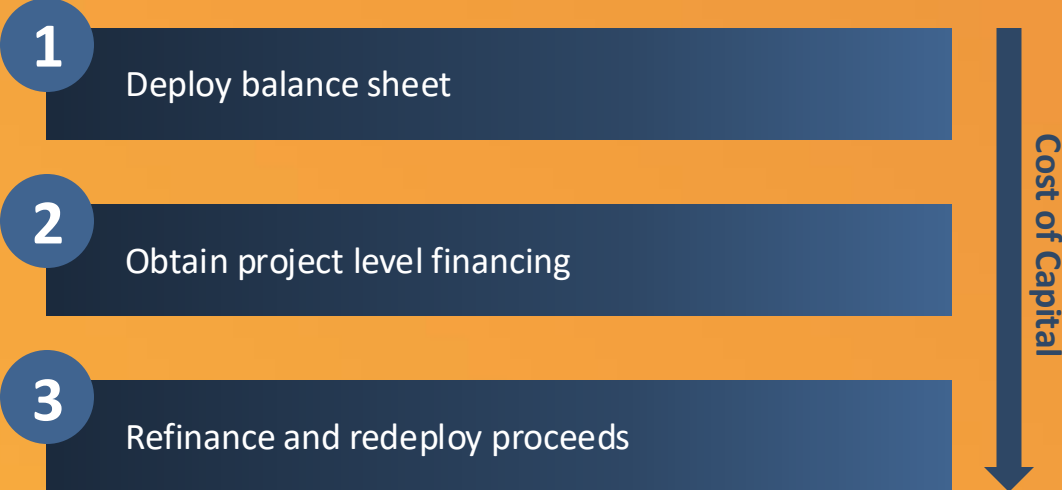 1
Deploy balance sheet
2
Obtain project level financing
3
Refinance and redeploy proceeds
Cost of Capital